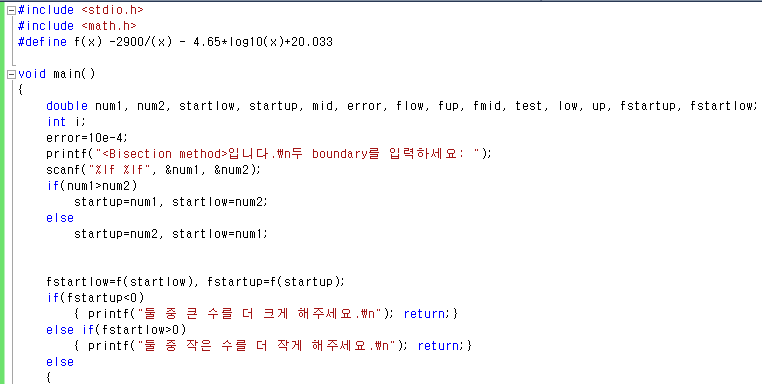 #include <stdio.h>
#include <math.h>
#define f(x) -2900/(x) - 4.65*log10(x)+20.033
void main()
{
double num1, num2, startlow, startup, mid, error, flow, fup, fmid, test, low, up, fstartup, fstartlow;
int i;
error=10e-4;
printf("<Bisection method>입니다.₩n두 boundary를 입력하세요: ");
scanf("%lf %lf", &num1, &num2);
if(num1>num2)
startup=num1, startlow=num2;
else
startup=num2, startlow=num1;
fstartlow=f(startlow), fstartup=f(startup);
if(fstartup<0)
{ printf("둘 중 큰 수를 더 크게 해주세요.₩n"); return;}
else if(fstartlow>0)
{ printf("둘 중 작은 수를 더 작게 해주세요.₩n"); return;}
else
{